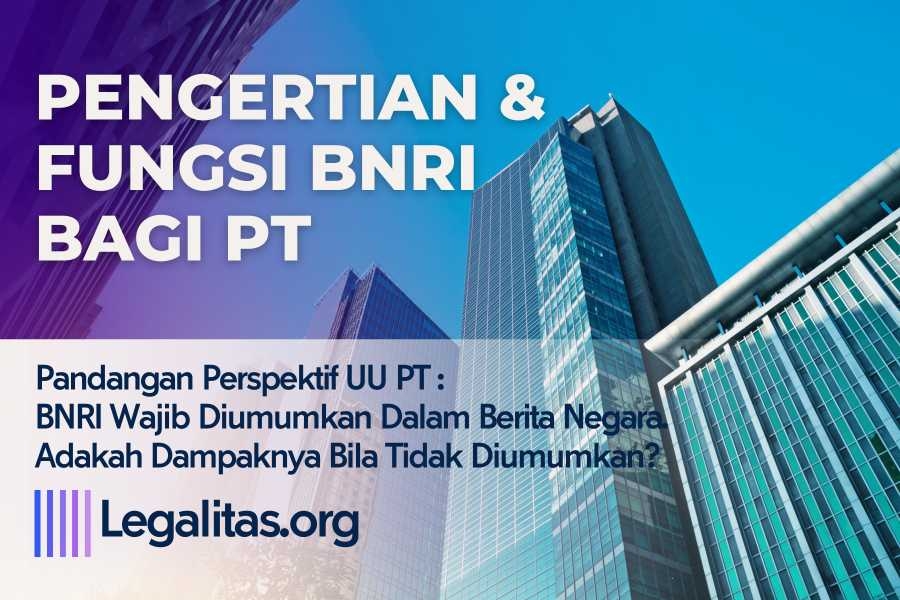 PENGERTIAN &
FUNGSI BNRI
BAGI PT
Pandangan Perspektif UU PT :
BNRI Wajib Diumumkan Dalam Berita Negara.
Adakah Dampaknya Bila Tidak Diumumkan?
Legalitas.org